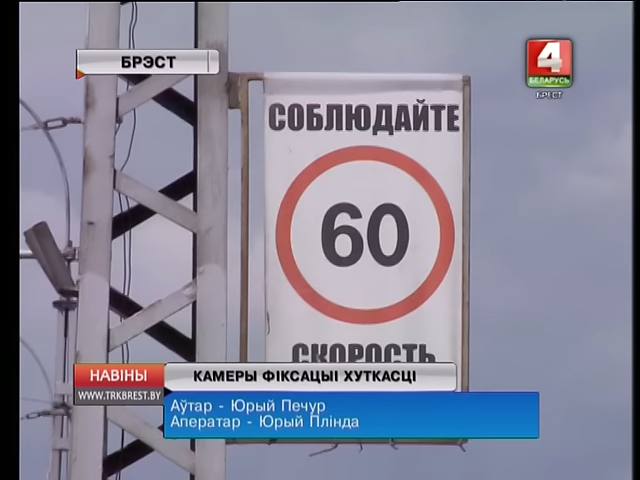 БРЭСТ
4
БЕЛАРУСЬ
БРЕСТ
СОБЛЮДАЙТЕ
60
СКОРОСТЬ
НАВІНЫ
КАМЕРЫ ФІКСАЦЫІ ХУТКАСЦІ
WWW.TRKBREST.BY
Аўтар - Юрый Печур
Аператар - Юрый Плінда